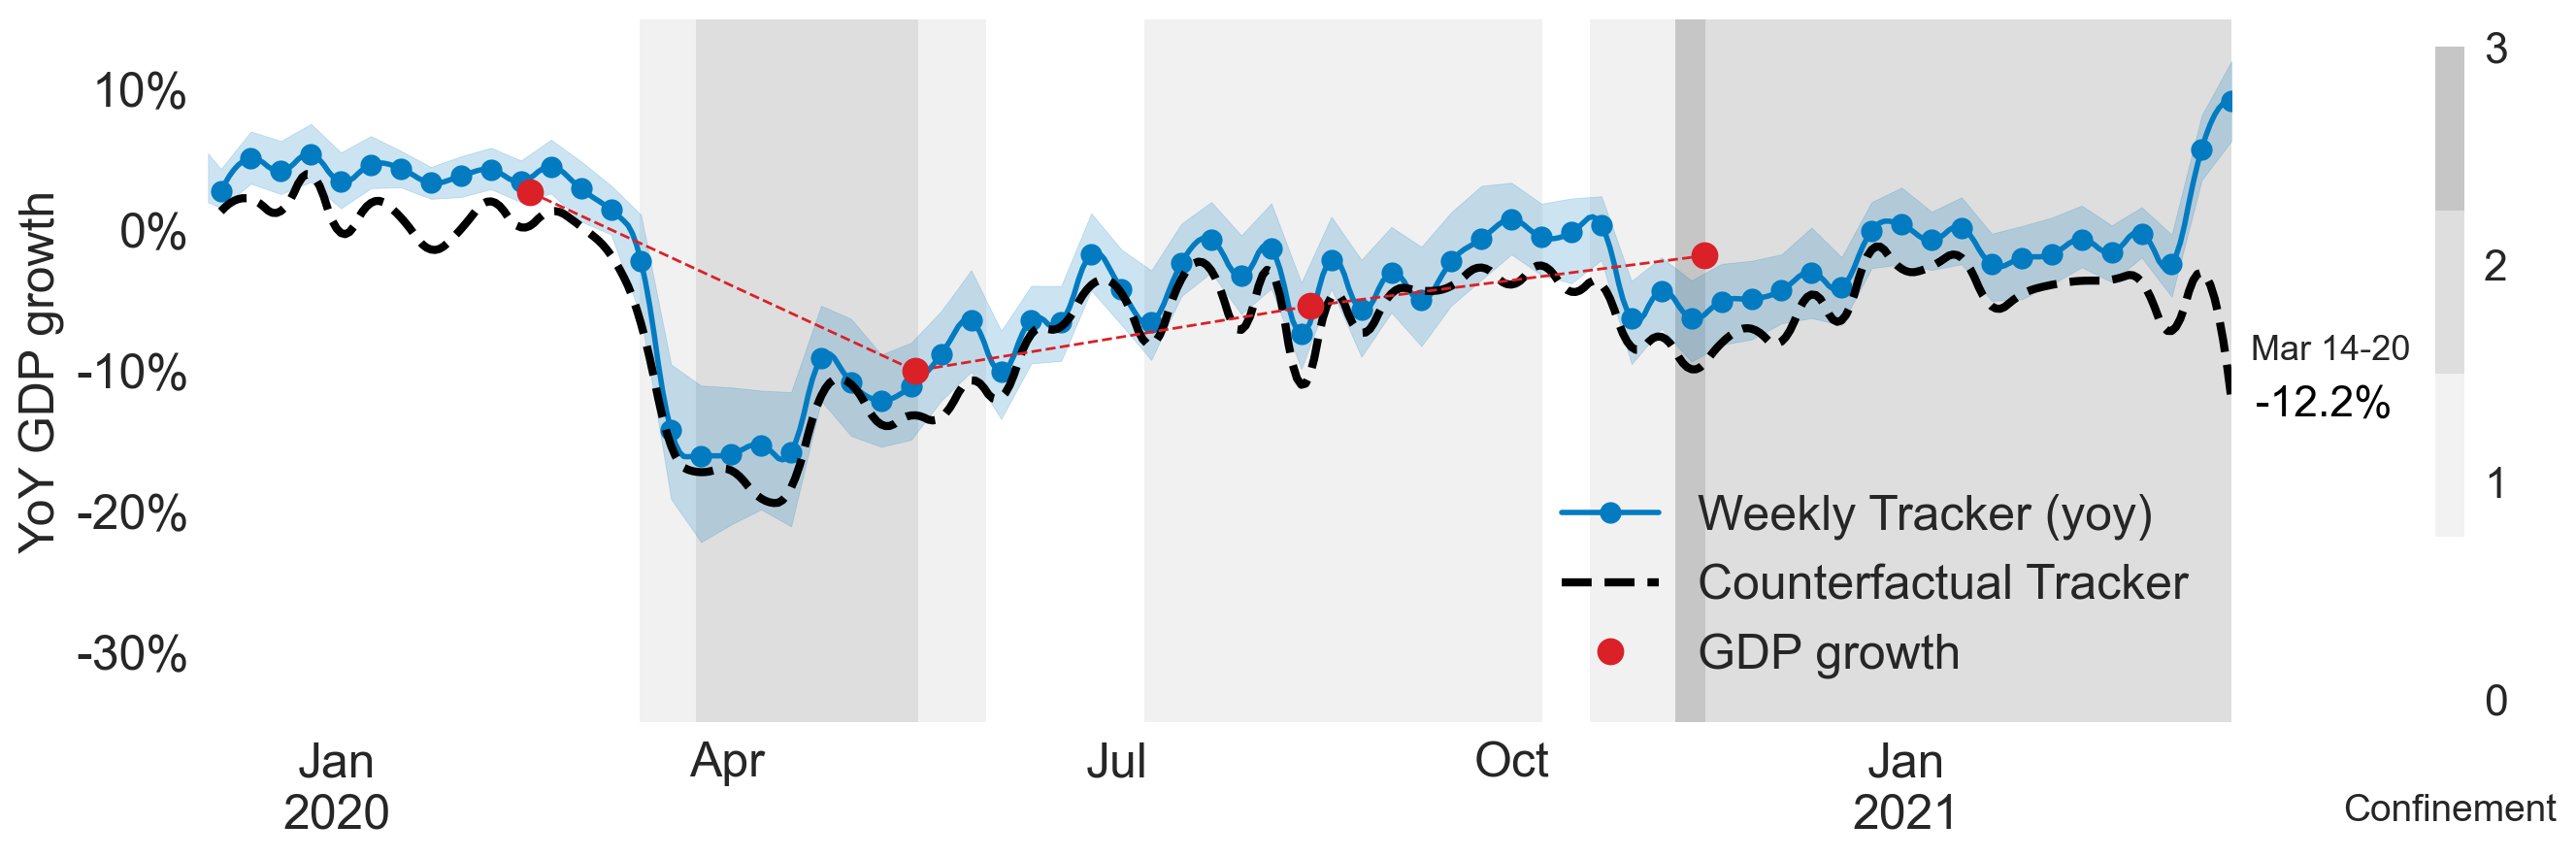 YoY GDP growth
10%
0%
-10%
-20%
-30%
Jan
2020
Apr
Jul
Oct
Jan
2021
Weekly Tracker (yoy)
Counterfactual Tracker
GDP growth
Mar 14-20
-12.2%
3
2
1
0
Confinement